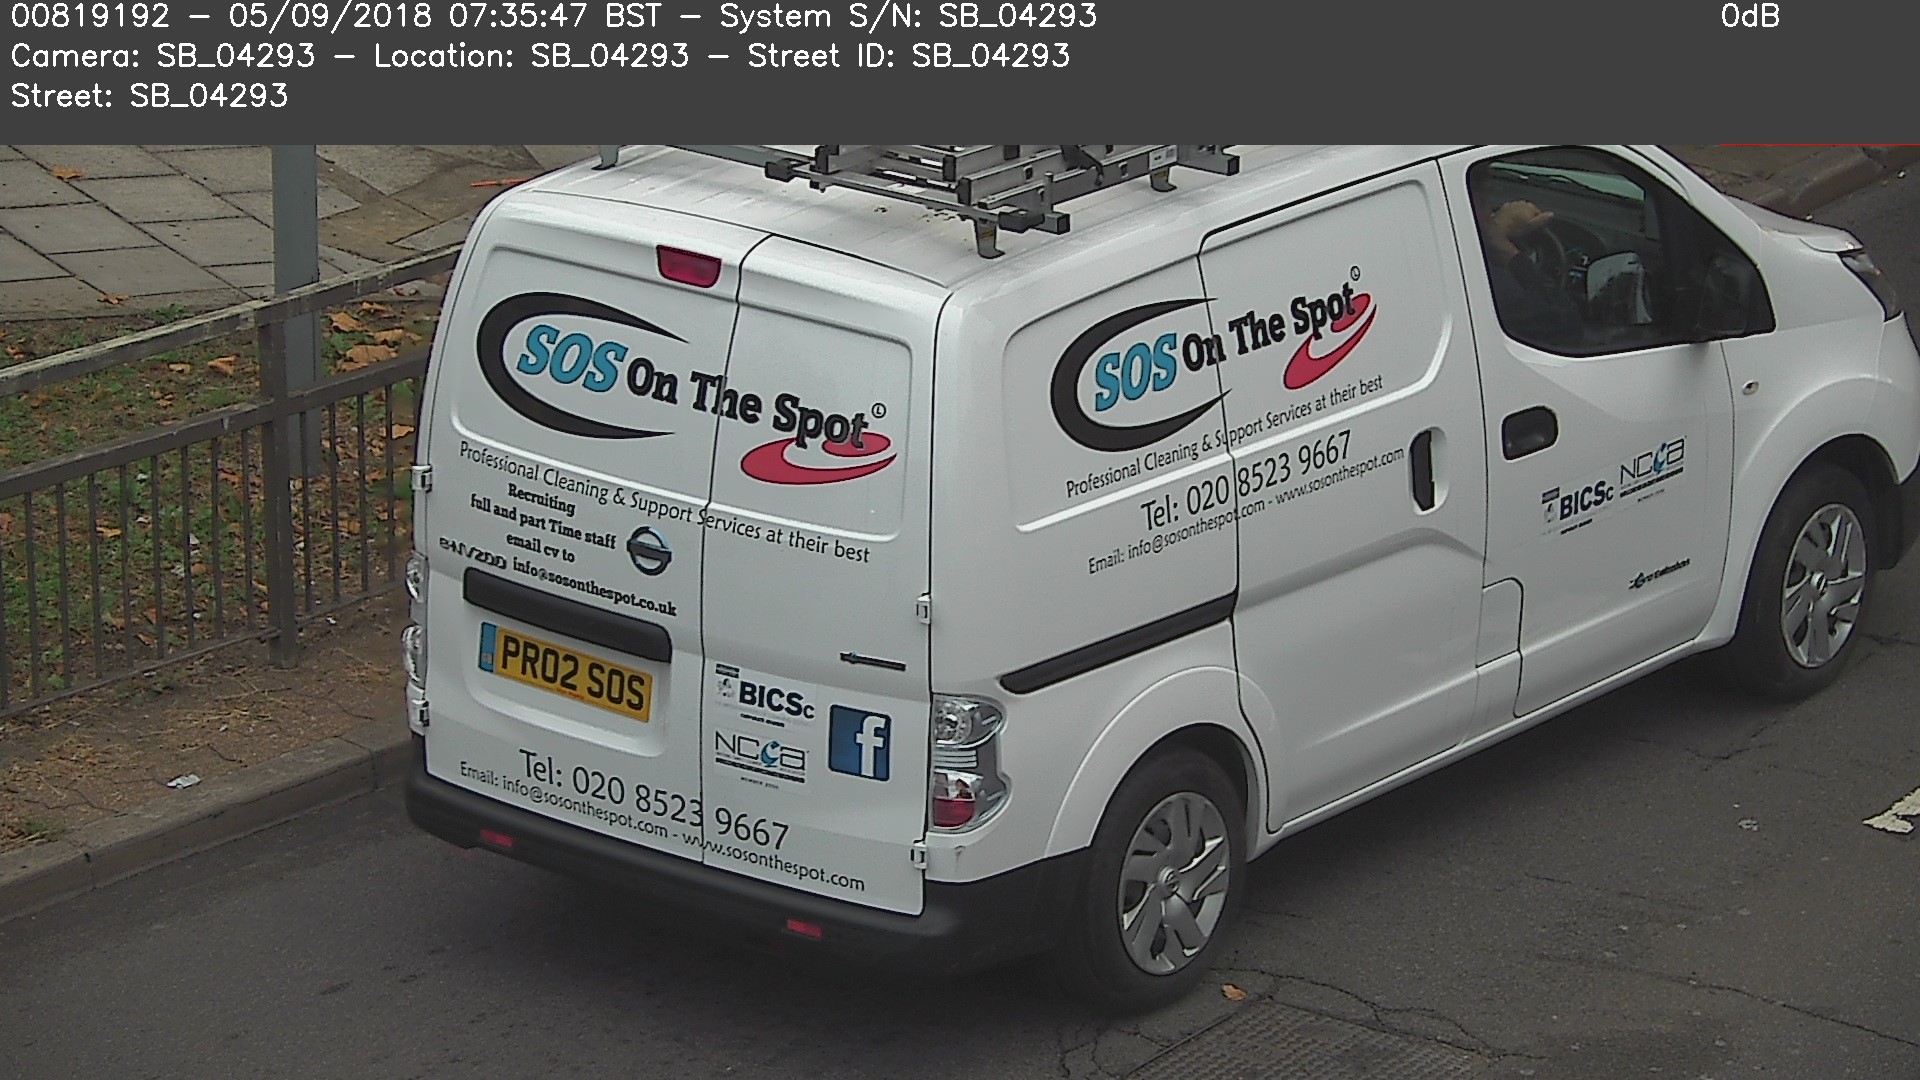 00819192 – 05/09/2018 07:35:47 BST – System S/N: SB_04293
0dB
Camera: SB_04293 – Location: SB_04293 – Street ID: SB_04293
Street: SB_04293
SOS On The Spot
Professional Cleaning & Support Services at their best
Recruiting
full and part Time staff
email cv to
info@sosonthespot.co.uk
e-NV200
PR02 SOS
BICSc
NCCA
f
Tel: 020 8523 9667
Email: info@sosonthespot.com - www.sosonthespot.com
SOS On The Spot
Professional Cleaning & Support Services at their best
Tel: 020 8523 9667
Email: info@sosonthespot.com - www.sosonthespot.com
BICSc
NCCA